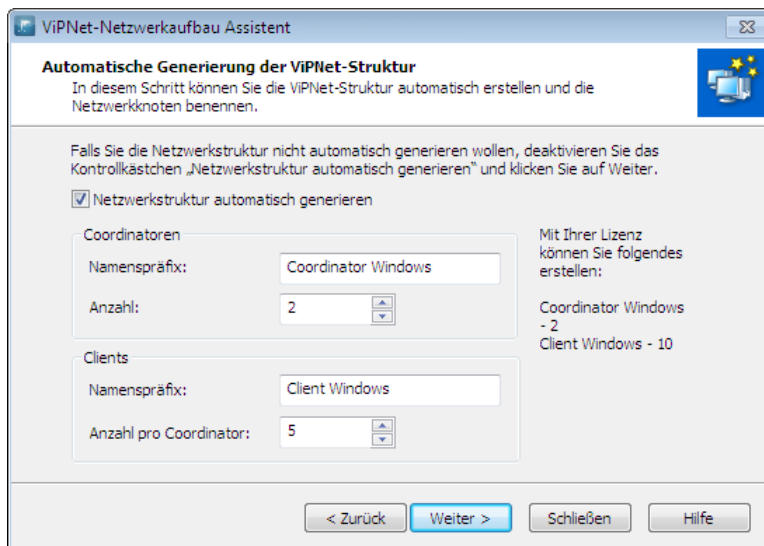 ViPNet-Netzwerkaufbau Assistent
Automatische Generierung der ViPNet-Struktur
In diesem Schritt können Sie die ViPNet-Struktur automatisch erstellen und die
Netzwerkknoten benennen.
Falls Sie die Netzwerkstruktur nicht automatisch generieren wollen, deaktivieren Sie das
Kontrollkästchen „Netzwerkstruktur automatisch generieren“ und klicken Sie auf Weiter.
Netzwerkstruktur automatisch generieren
Coordinatoren
Namenspräfix:
Coordinator Windows
Anzahl:
2
Clients
Namenspräfix:
Client Windows
Anzahl pro Coordinator:
5
Mit Ihrer Lizenz
können Sie folgendes
erstellen:
Coordinator Windows
- 2
Client Windows - 10
< Zurück
Weiter >
Schließen
Hilfe